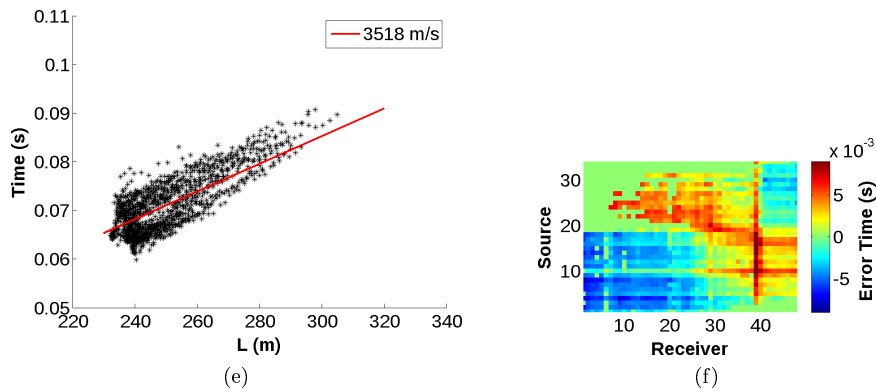 0.11
0.1
0.09
0.08
0.07
0.06
0.05
Time (s)
3518 m/s
220 240 260 280 300 320 340
L (m)
(e)
30
20
10
Source
10 20 30 40
Receiver
x 10⁻³
5
0
-5
Error Time (s)
(f)